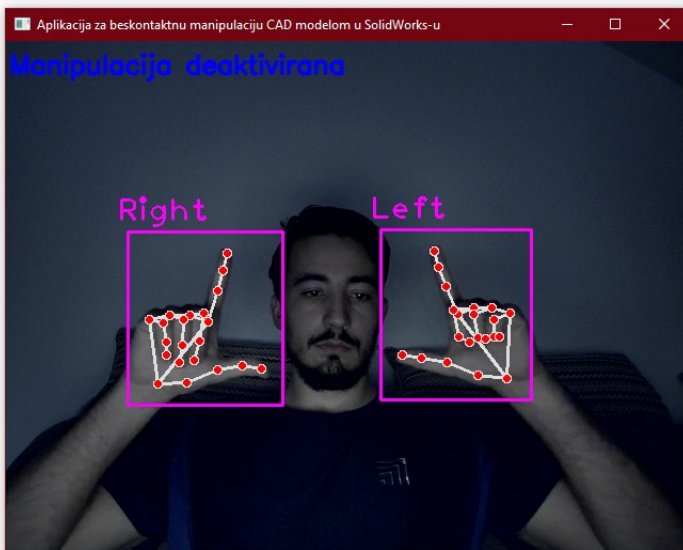 Aplikacija za beskontaktnu manipulaciju CAD modelom u SolidWorks-u
Manipulacija deaktivirana
Right
Left